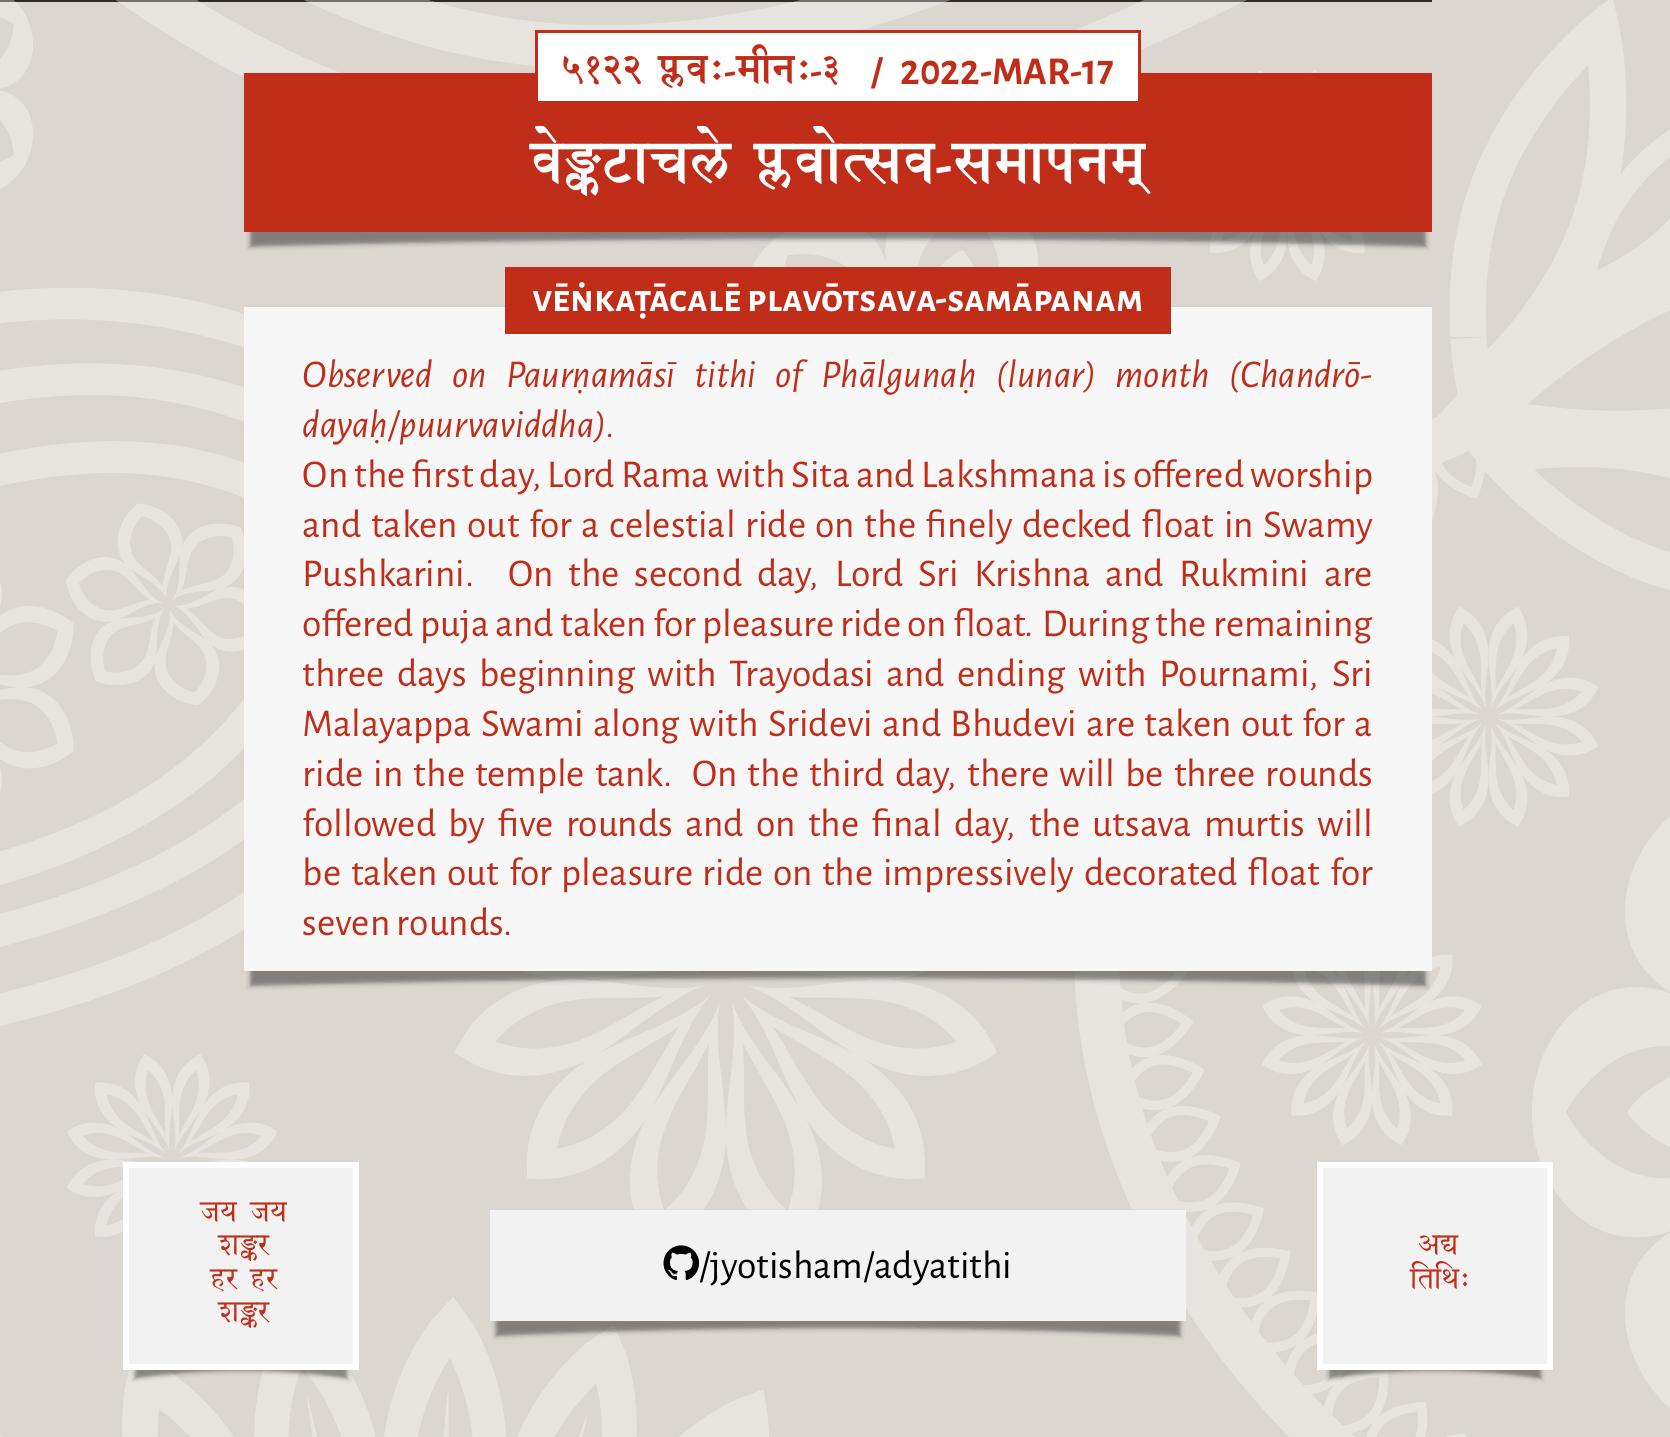 ५१२२ प्लवः-मीनः-३ / 2022-MAR-17
वेङ्कटाचले प्लवोत्सव-समापनम्
VĒṄKAṬĀCALĒ PLAVŌTSAVA-SAMĀPANAM
Observed on Paurṇamāsī tithi of Phālgunaḥ (lunar) month (Chandrō-
dayaḥ/puurvaviddha).
On the first day, Lord Rama with Sita and Lakshmana is offered worship
and taken out for a celestial ride on the finely decked float in Swamy
Pushkarini. On the second day, Lord Sri Krishna and Rukmini are
offered puja and taken for pleasure ride on float. During the remaining
three days beginning with Trayodasi and ending with Pournami, Sri
Malayappa Swami along with Sridevi and Bhudevi are taken out for a
ride in the temple tank. On the third day, there will be three rounds
followed by five rounds and on the final day, the utsava murtis will
be taken out for pleasure ride on the impressively decorated float for
seven rounds.
जय जय
शङ्कर
हर हर
शङ्कर
/jyotisham/adyatithi
अद्य
तिथिः